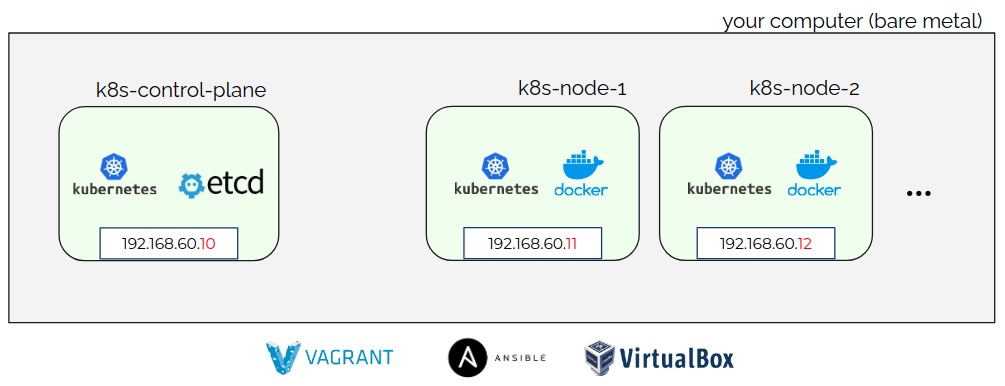 your computer (bare metal)
k8s-control-plane
k8s-node-1
k8s-node-2
kubernetes
etcd
kubernetes
docker
kubernetes
docker
...
192.168.60.10
192.168.60.11
192.168.60.12
VAGRANT
A
ANSIBLE
VirtualBox